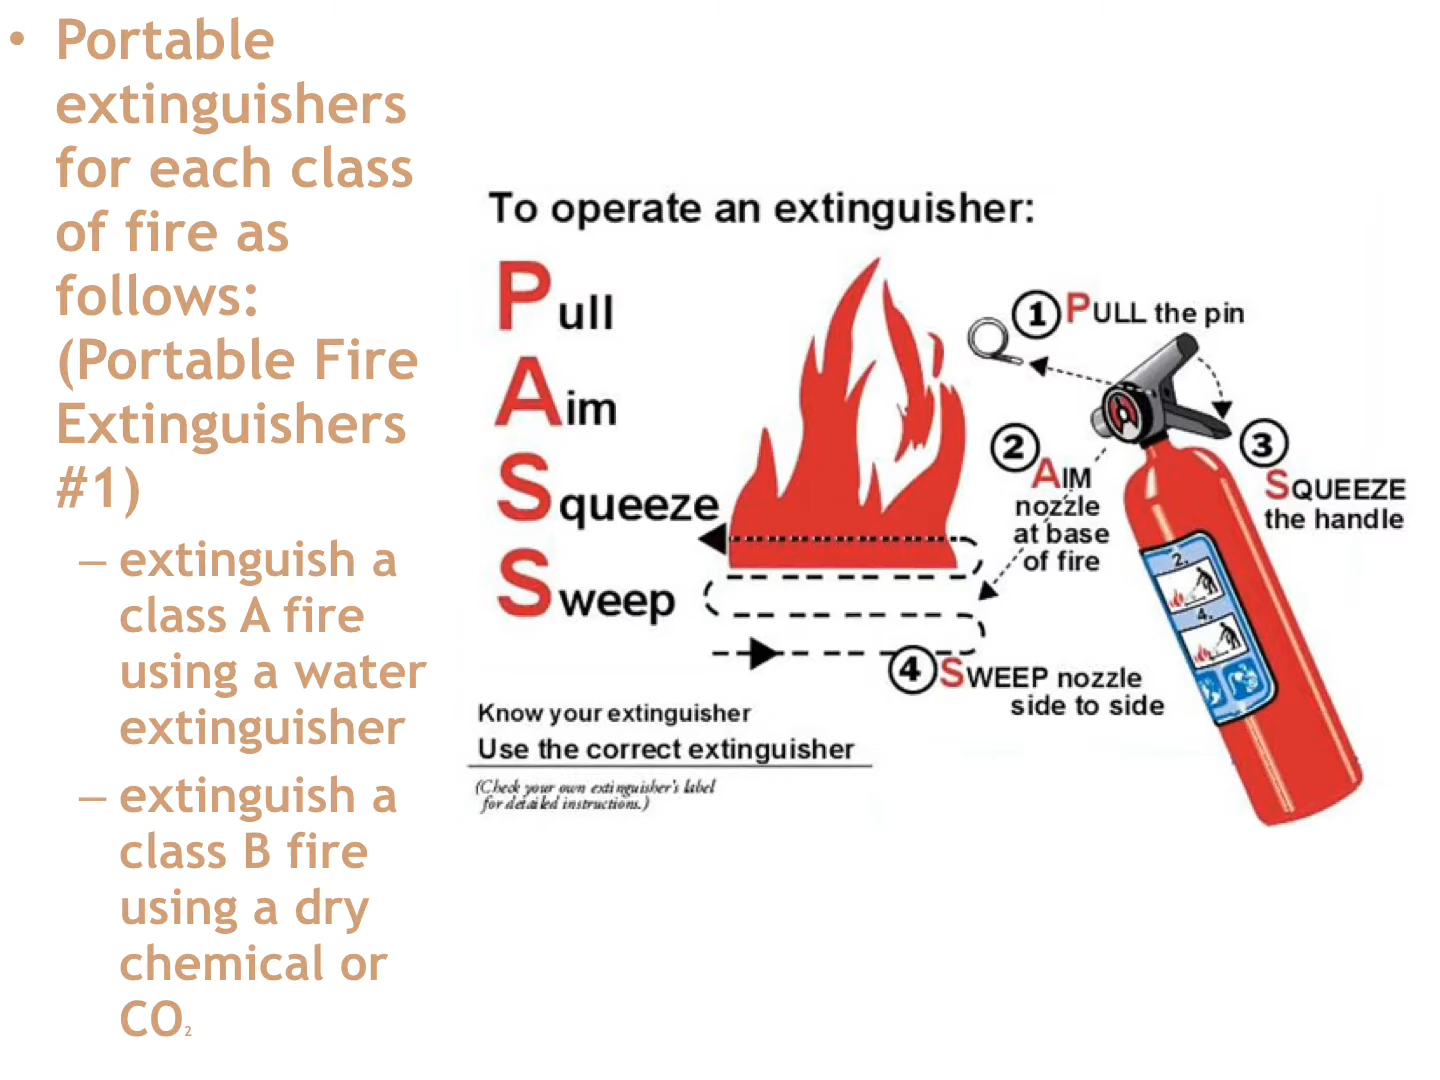 • Portable
extinguishers
for each class
of fire as
follows:
(Portable Fire
Extinguishers
#1)
– extinguish a
class A fire
using a water
extinguisher
– extinguish a
class B fire
using a dry
chemical or
CO₂
To operate an extinguisher:
Pull
Aim
Squeeze
Sweep
1 PULL the pin
2 AIM
nozzle
at base
of fire
3
SQUEEZE
the handle
4 SWEEP nozzle
side to side
2.
4.
Know your extinguisher
Use the correct extinguisher
(Check your own extinguisher's label
for detailed instructions.)